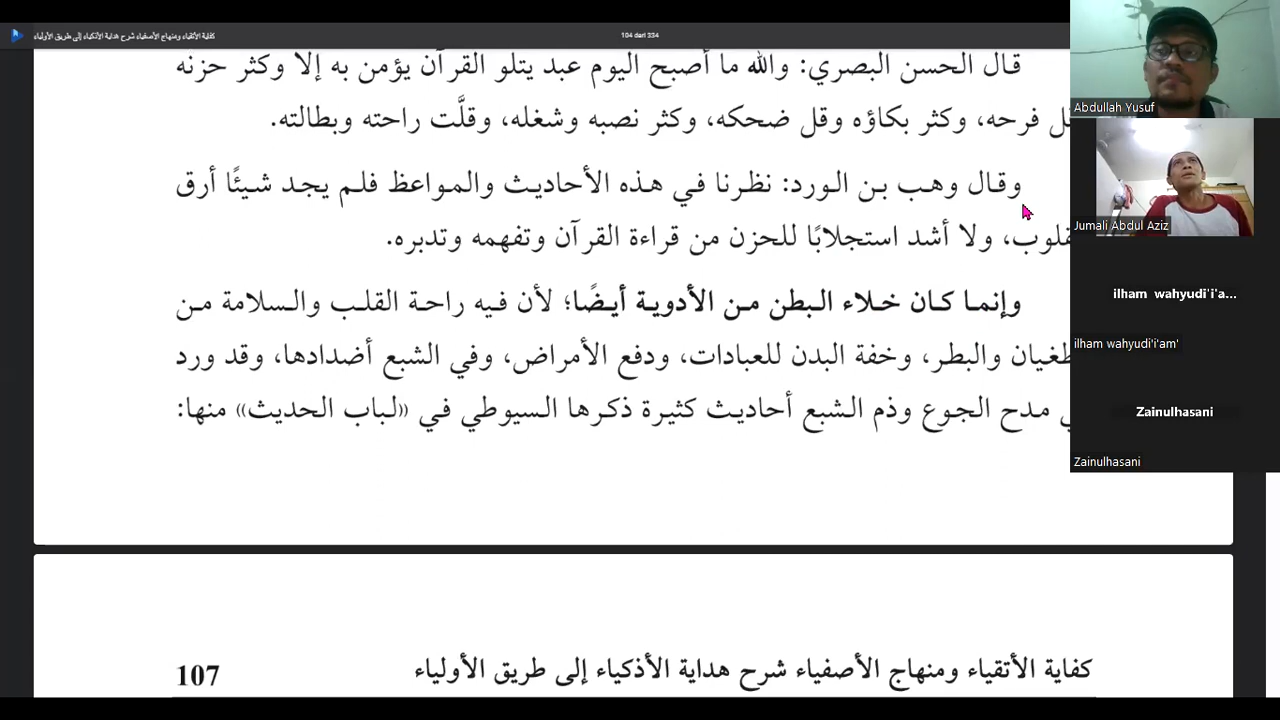 كفاية الأتقياء ومنهاج الأصفياء شرح هداية الأذكياء إلى طريق الأولياء
104 dari 334
قال الحسن البصري: والله ما أصبح اليوم عبد يتلو القرآن يؤمن به إلا وكثر حزنه
فرحه، وكثر بكاؤه وقل ضحكه، وكثر نصبه وشغله، وقلَّت راحته وبطالته.
وقال وهب بن الورد: نظرنا في هذه الأحاديث والمواعظ فلم يجد شيئًا أرق
ولا أشد استجلابًا للحزن من قراءة القرآن وتفهمه وتدبره.
وإنما كان خلاء البطن من الأدوية أيضًا؛ لأن فيه راحة القلب والسلامة من
والبطر، وخفة البدن للعبادات، ودفع الأمراض، وفي الشبع أضدادها، وقد ورد
مدح الجوع وذم الشبع أحاديث كثيرة ذكرها السيوطي في «لباب الحديث» منها:
كفاية الأتقياء ومنهاج الأصفياء شرح هداية الأذكياء إلى طريق الأولياء
107
Abdullah Yusuf
Jumali Abdul Aziz
ilham wahyudi'i'a...
ilham wahyudi'i'am'
Zainulhasani
Zainulhasani